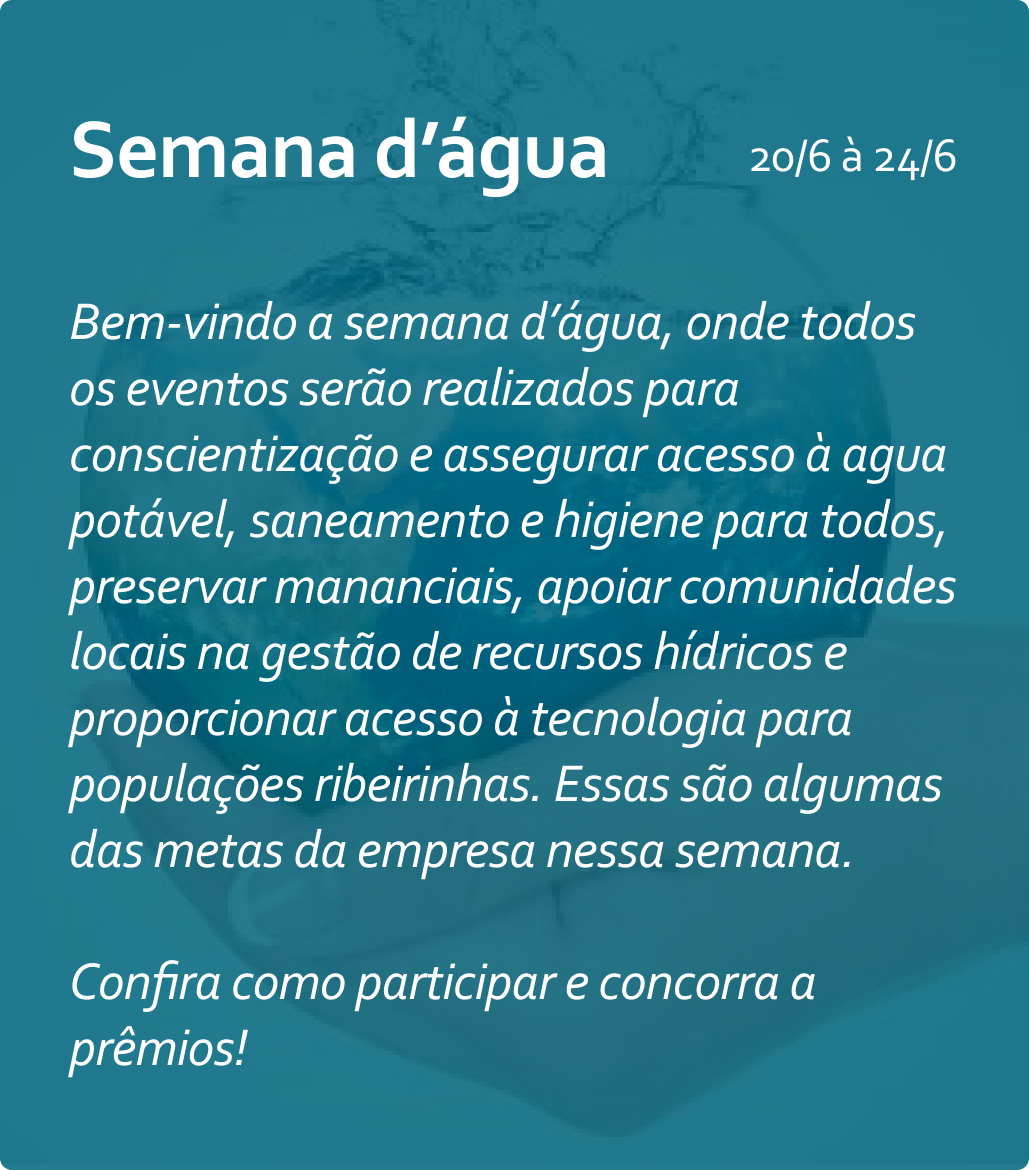 Semana d’água
20/6 à 24/6
Bem-vindo a semana d’água, onde todos
os eventos serão realizados para
conscientização e assegurar acesso à agua
potável, saneamento e higiene para todos,
preservar mananciais, apoiar comunidades
locais na gestão de recursos hídricos e
proporcionar acesso à tecnologia para
populações ribeirinhas. Essas são algumas
das metas da empresa nessa semana.
Confira como participar e concorra a
prêmios!